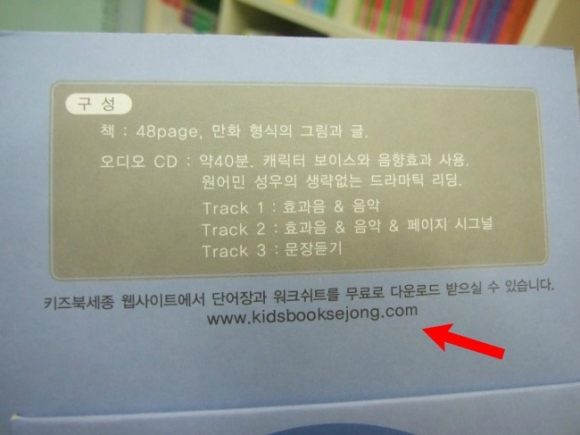 구 성
책 : 48page, 만화 형식의 그림과 글.
오디오 CD : 약40분. 캐릭터 보이스와 음향효과 사용.
원어민 성우의 생략없는 드라마틱 리딩.
Track 1 : 효과음 & 음악
Track 2 : 효과음 & 음악 & 페이지 시그널
Track 3 : 문장듣기
키즈북세종 웹사이트에서 단어장과 워크쉬트를 무료로 다운로드 받으실 수 있습니다.
www.kidsbooksejong.com